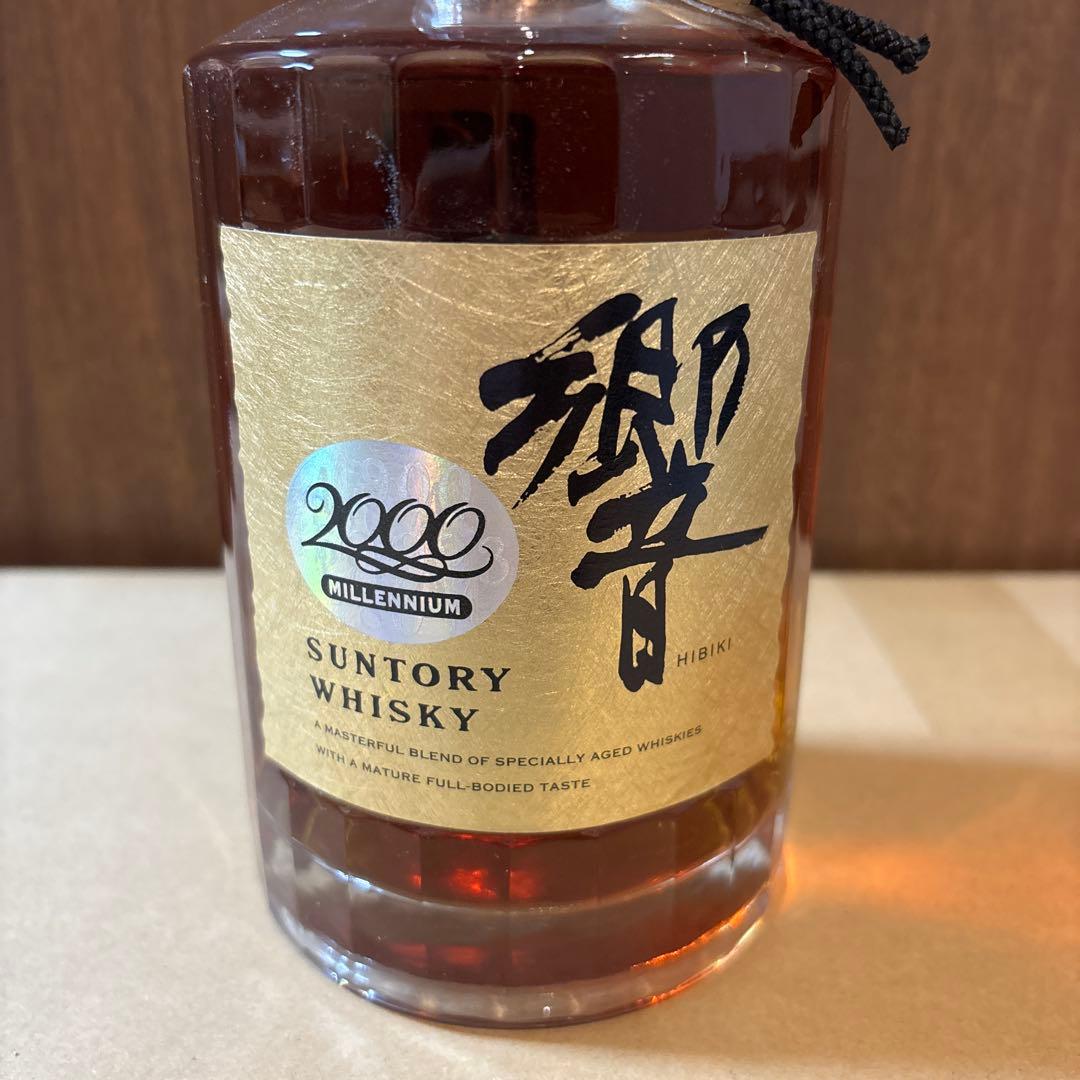 響
HIBIKI
2000
MILLENNIUM
SUNTORY
WHISKY
A MASTERFUL BLEND OF SPECIALLY AGED WHISKIES
WITH A MATURE FULL-BODIED TASTE